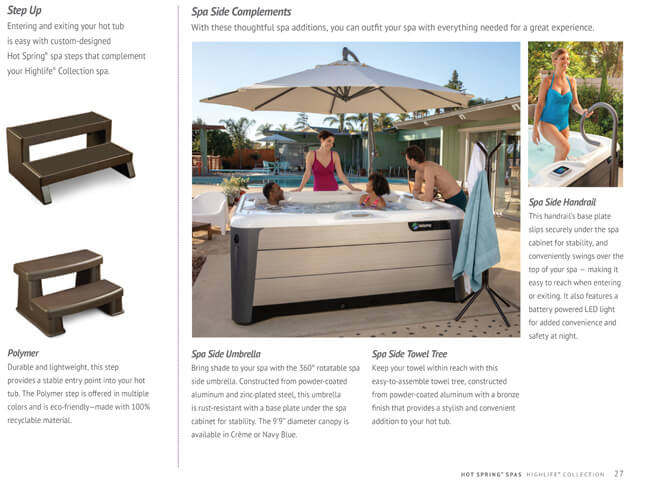 Step Up
Entering and exiting your hot tub
is easy with custom-designed
Hot Spring® spa steps that complement
your Highlife® Collection spa.
Polymer
Durable and lightweight, this step
provides a stable entry point into your hot
tub. The Polymer step is offered in multiple
colors and is eco-friendly—made with 100%
recyclable material.
Spa Side Complements
With these thoughtful spa additions, you can outfit your spa with everything needed for a great experience.
Spa Side Umbrella
Bring shade to your spa with the 360° rotatable spa
side umbrella. Constructed from powder-coated
aluminum and zinc-plated steel, this umbrella
is rust-resistant with a base plate under the spa
cabinet for stability. The 9'9" diameter canopy is
available in Crème or Navy Blue.
Spa Side Towel Tree
Keep your towel within reach with this
easy-to-assemble towel tree, constructed
from powder-coated aluminum with a bronze
finish that provides a stylish and convenient
addition to your hot tub.
Spa Side Handrail
This handrail's base plate
slips securely under the spa
cabinet for stability, and
conveniently swings over the
top of your spa — making it
easy to reach when entering
or exiting. It also features a
battery powered LED light
for added convenience and
safety at night.
HOT SPRING® SPAS HIGHLIFE® COLLECTION 27